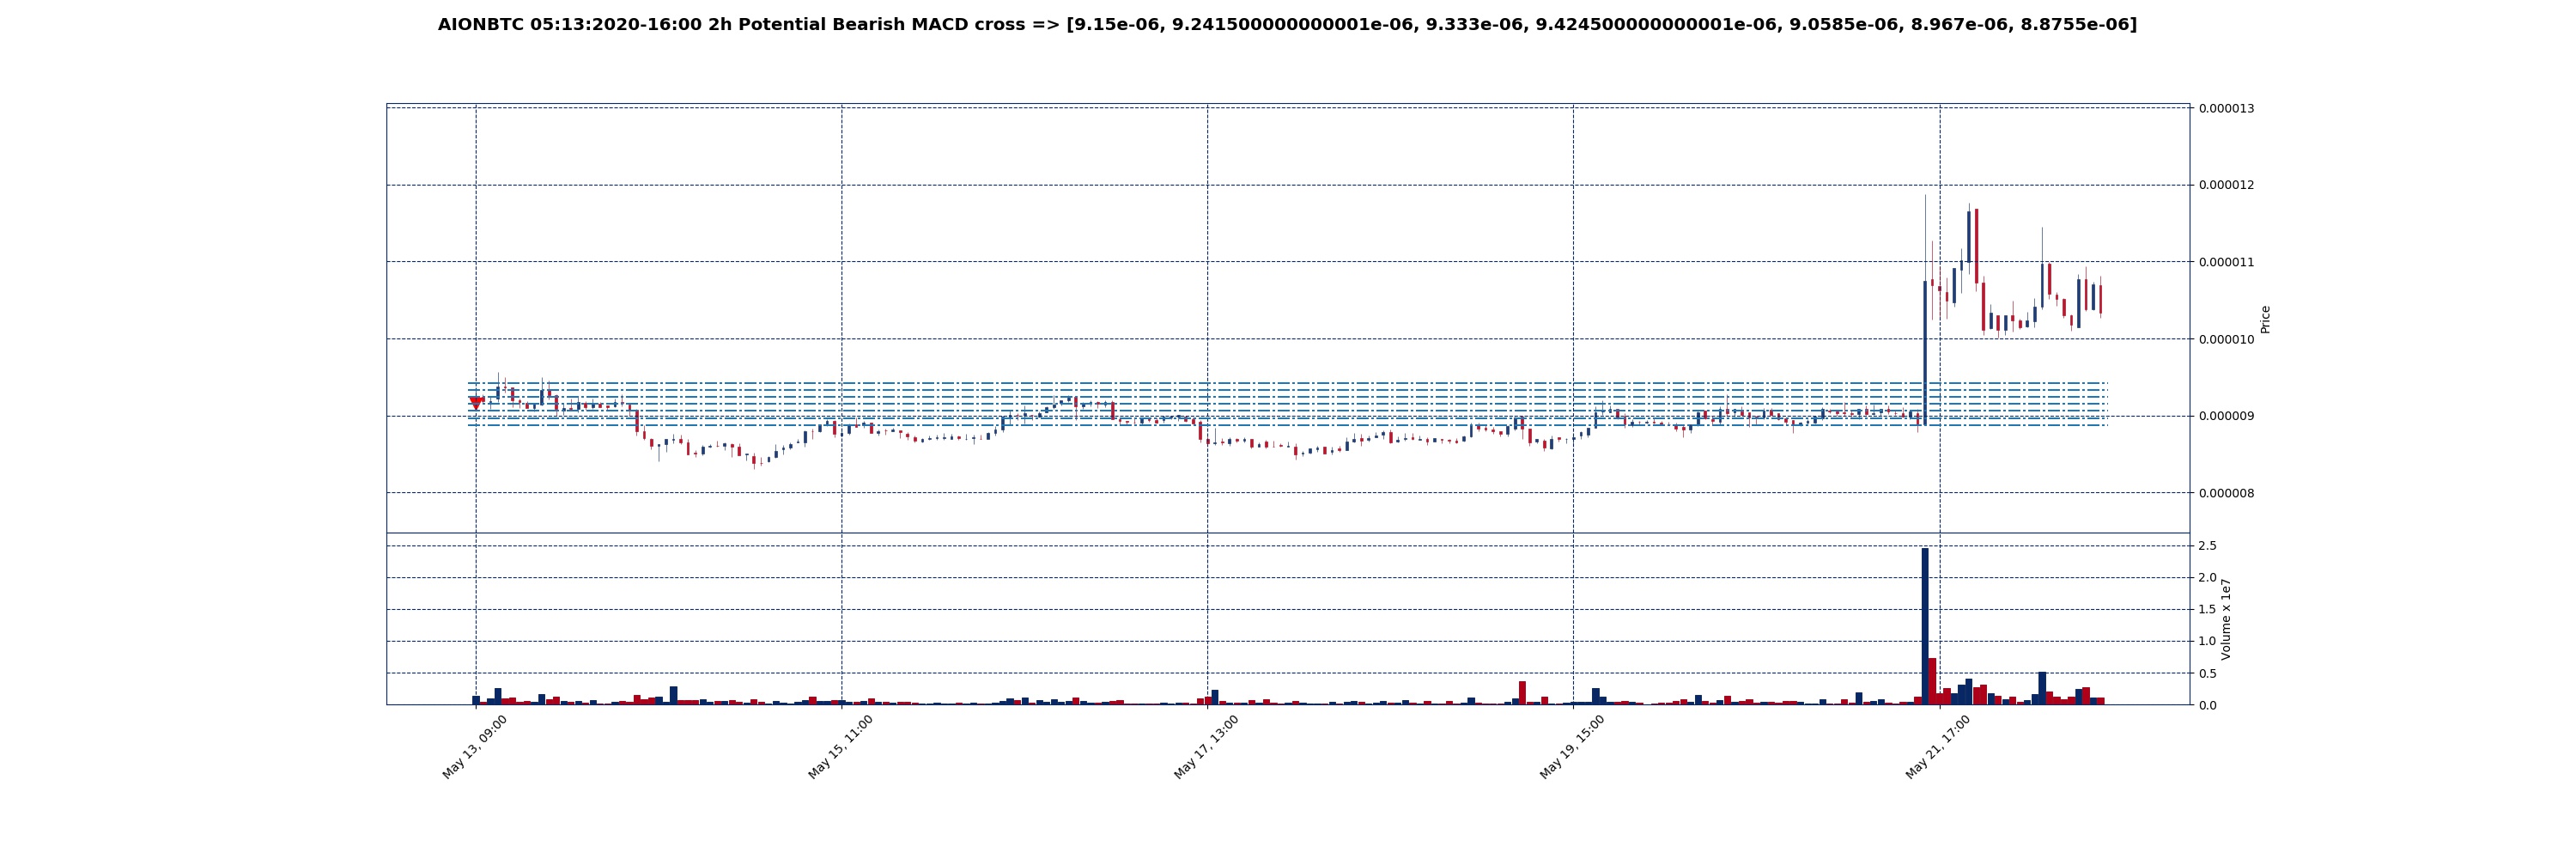 AIONBTC 05:13:2020-16:00 2h Potential Bearish MACD cross => [9.15e-06, 9.241500000000001e-06, 9.333e-06, 9.424500000000001e-06, 9.0585e-06, 8.967e-06, 8.8755e-06]
0.000013
0.000012
0.000011
0.000010
0.000009
0.000008
Price
2.5
2.0
1.5
1.0
0.5
0.0
Volume x 1e7
May 13, 09:00
May 15, 11:00
May 17, 13:00
May 19, 15:00
May 21, 17:00